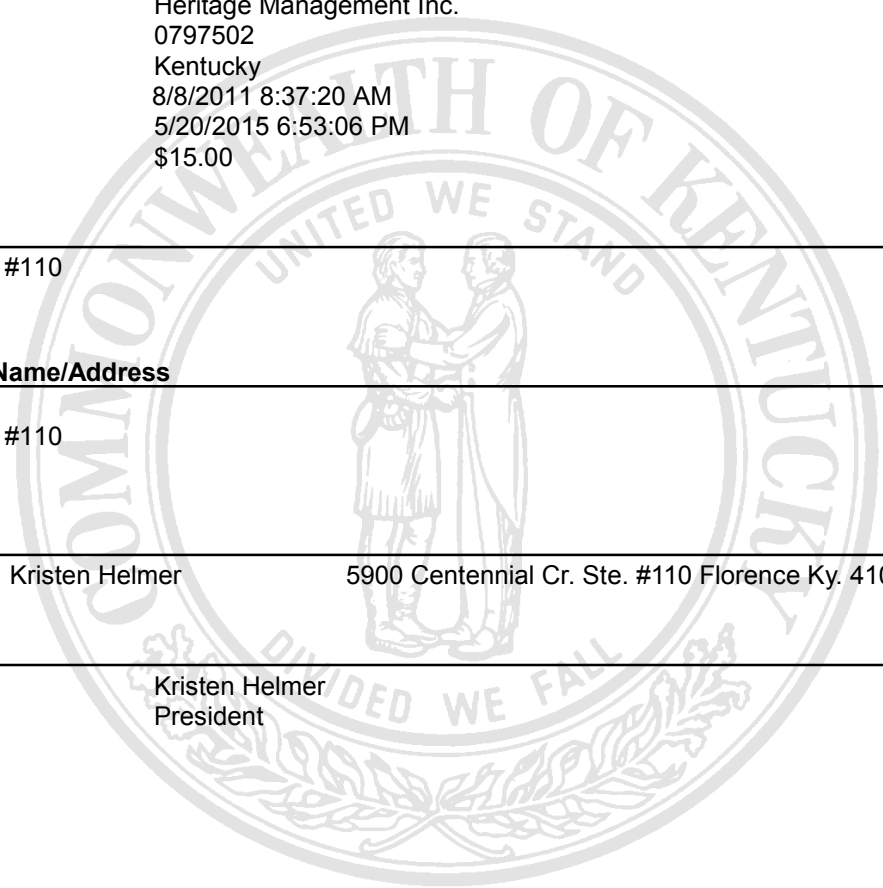 Heritage Management Inc.
0797502
Kentucky
8/8/2011 8:37:20 AM
5/20/2015 6:53:06 PM
$15.00
#110
Name/Address
#110
Kristen Helmer 5900 Centennial Cr. Ste. #110 Florence Ky. 410
Kristen Helmer
President
COMMONWEALTH OF KENTUCKY
UNITED WE STAND
DIVIDED WE FALL